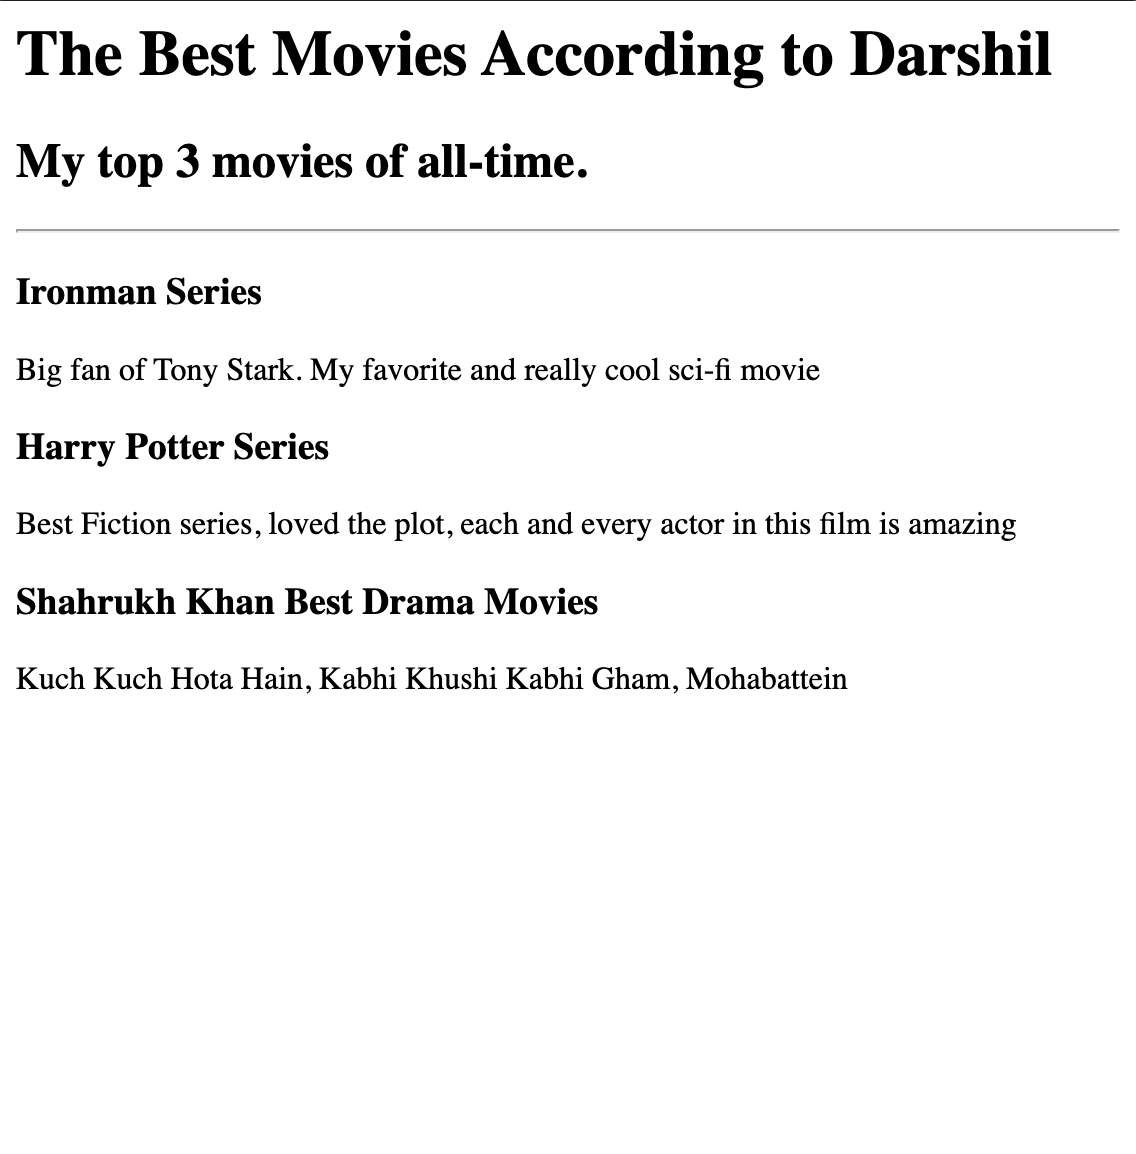 The Best Movies According to Darshil
My top 3 movies of all-time.
Ironman Series
Big fan of Tony Stark. My favorite and really cool sci-fi movie
Harry Potter Series
Best Fiction series, loved the plot, each and every actor in this film is amazing
Shahrukh Khan Best Drama Movies
Kuch Kuch Hota Hain, Kabhi Khushi Kabhi Gham, Mohabattein